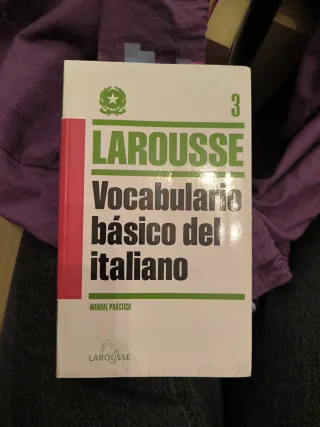 3
LAROUSSE
Vocabulario
básico del
italiano
MANUAL PRÁCTICO
LAROUSSE